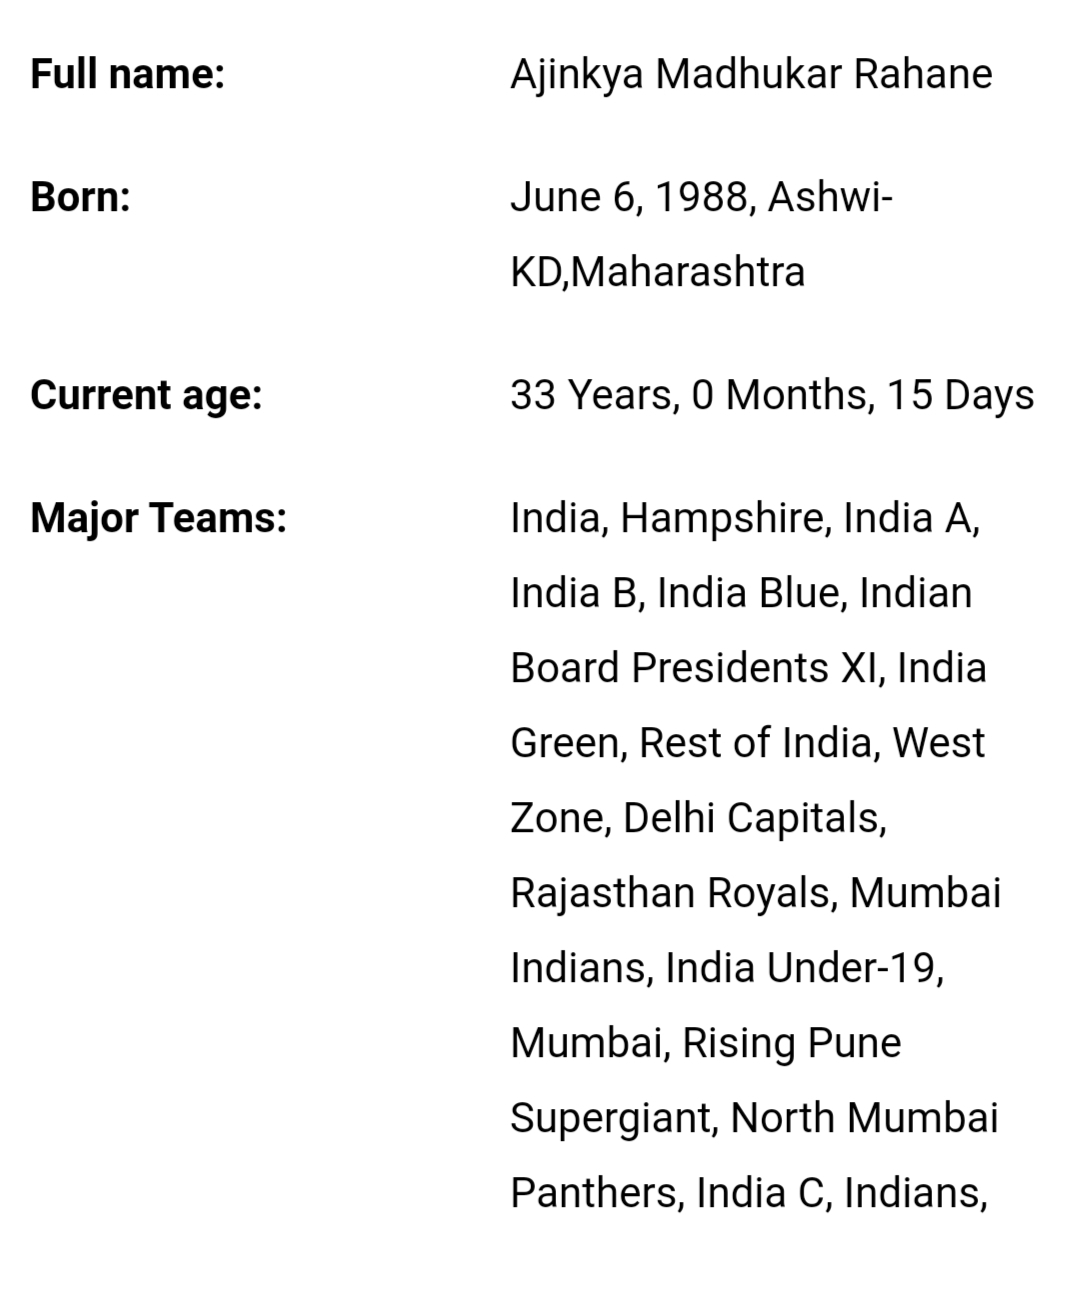 Full name: Ajinkya Madhukar Rahane
Born: June 6, 1988, Ashwi-
KD,Maharashtra
Current age: 33 Years, 0 Months, 15 Days
Major Teams: India, Hampshire, India A,
India B, India Blue, Indian
Board Presidents XI, India
Green, Rest of India, West
Zone, Delhi Capitals,
Rajasthan Royals, Mumbai
Indians, India Under-19,
Mumbai, Rising Pune
Supergiant, North Mumbai
Panthers, India C, Indians,